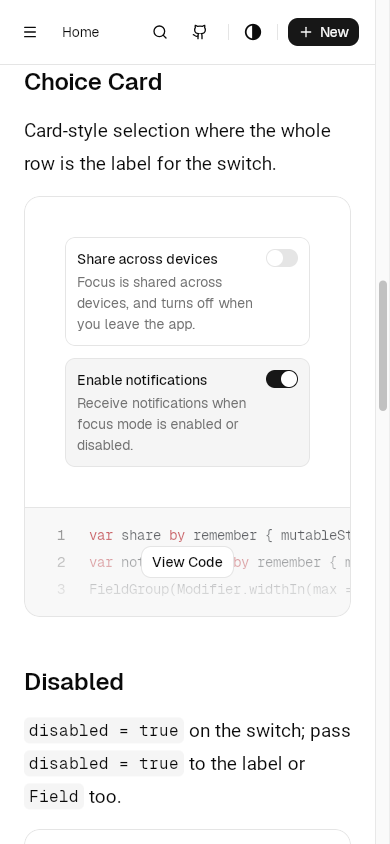 Home
New
Choice Card
Card-style selection where the whole
row is the label for the switch.
Share across devices
Focus is shared across
devices, and turns off when
you leave the app.
Enable notifications
Receive notifications when
focus mode is enabled or
disabled.
1 var share by remember { mutableSt
2 var not by remember { m
View Code
3 FieldGroup(Modifier.widthIn(max =
Disabled
disabled = true on the switch; pass
disabled = true to the label or
Field too.